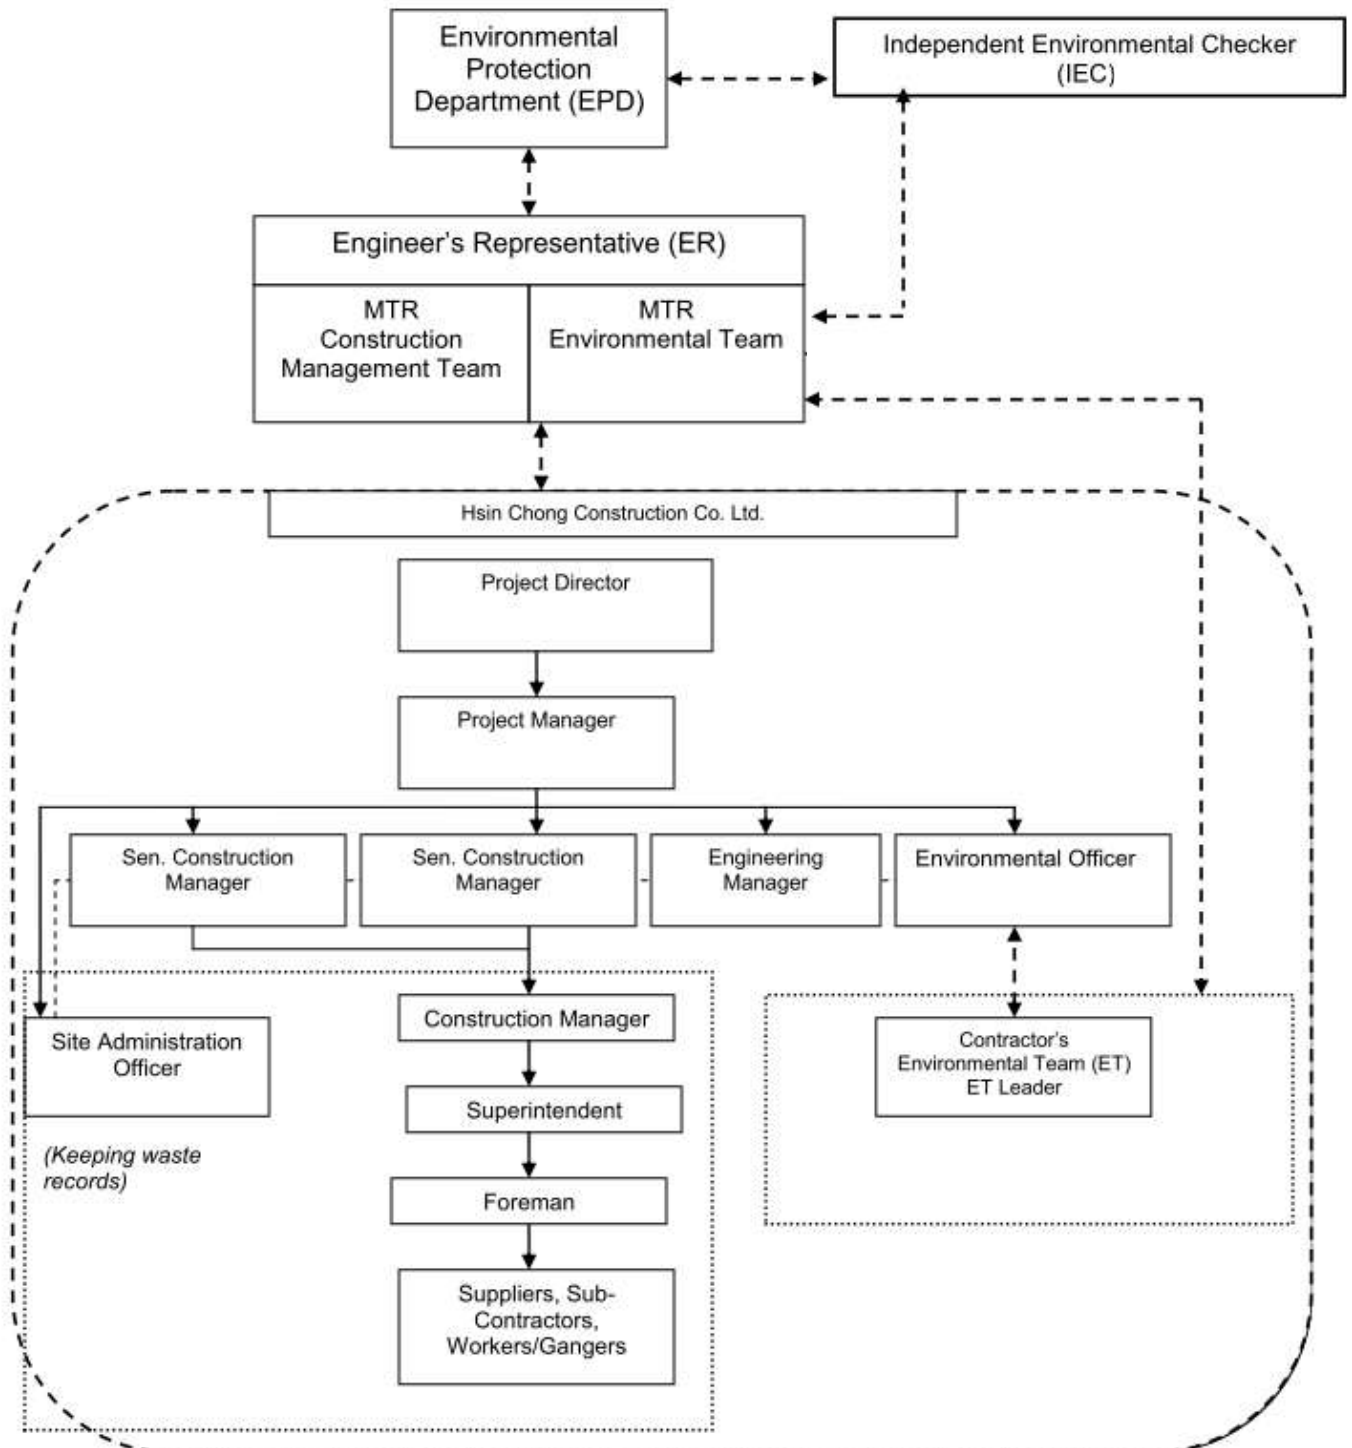 Environmental
Protection
Department (EPD)
Independent Environmental Checker
(IEC)
Engineer’s Representative (ER)
MTR
Construction
Management Team
MTR
Environmental Team
Hsin Chong Construction Co. Ltd.
Project Director
Project Manager
Sen. Construction
Manager
Sen. Construction
Manager
Engineering
Manager
Environmental Officer
Site Administration
Officer
(Keeping waste
records)
Construction Manager
Superintendent
Foreman
Suppliers, Sub-
Contractors,
Workers/Gangers
Contractor’s
Environmental Team (ET)
ET Leader